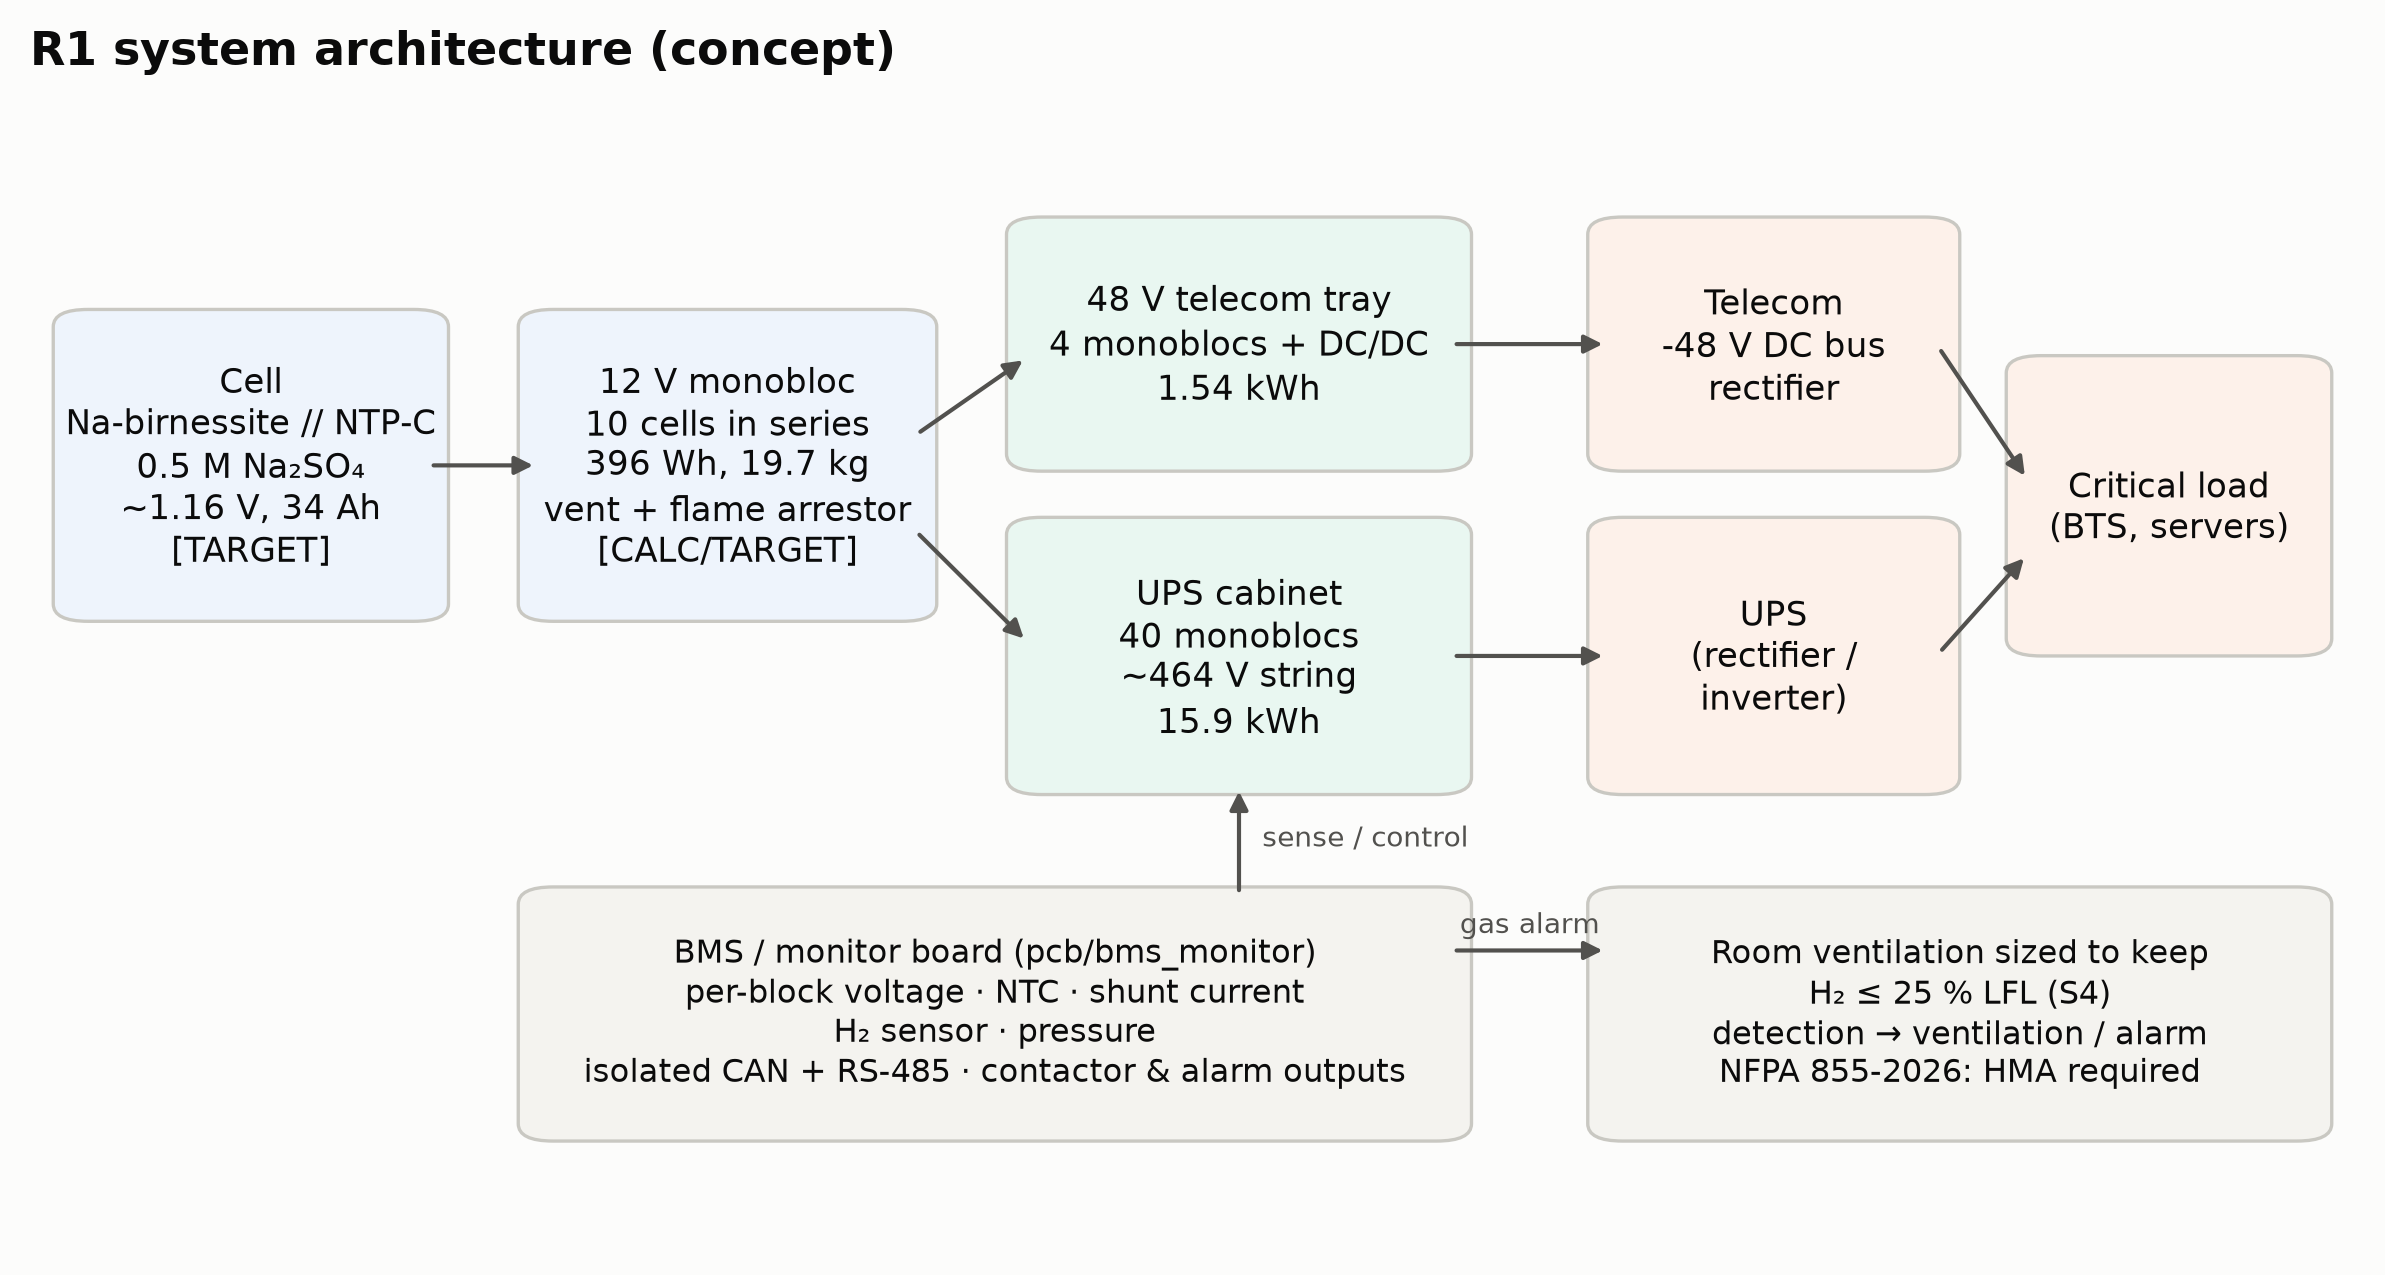 R1 system architecture (concept)
Cell
Na-birnessite // NTP-C
0.5 M Na₂SO₄
~1.16 V, 34 Ah
[TARGET]
12 V monobloc
10 cells in series
396 Wh, 19.7 kg
vent + flame arrestor
[CALC/TARGET]
48 V telecom tray
4 monoblocs + DC/DC
1.54 kWh
Telecom
-48 V DC bus
rectifier
UPS cabinet
40 monoblocs
~464 V string
15.9 kWh
UPS
(rectifier /
inverter)
Critical load
(BTS, servers)
sense / control
BMS / monitor board (pcb/bms_monitor)
per-block voltage · NTC · shunt current
H₂ sensor · pressure
isolated CAN + RS-485 · contactor & alarm outputs
gas alarm
Room ventilation sized to keep
H₂ ≤ 25 % LFL (S4)
detection → ventilation / alarm
NFPA 855-2026: HMA required